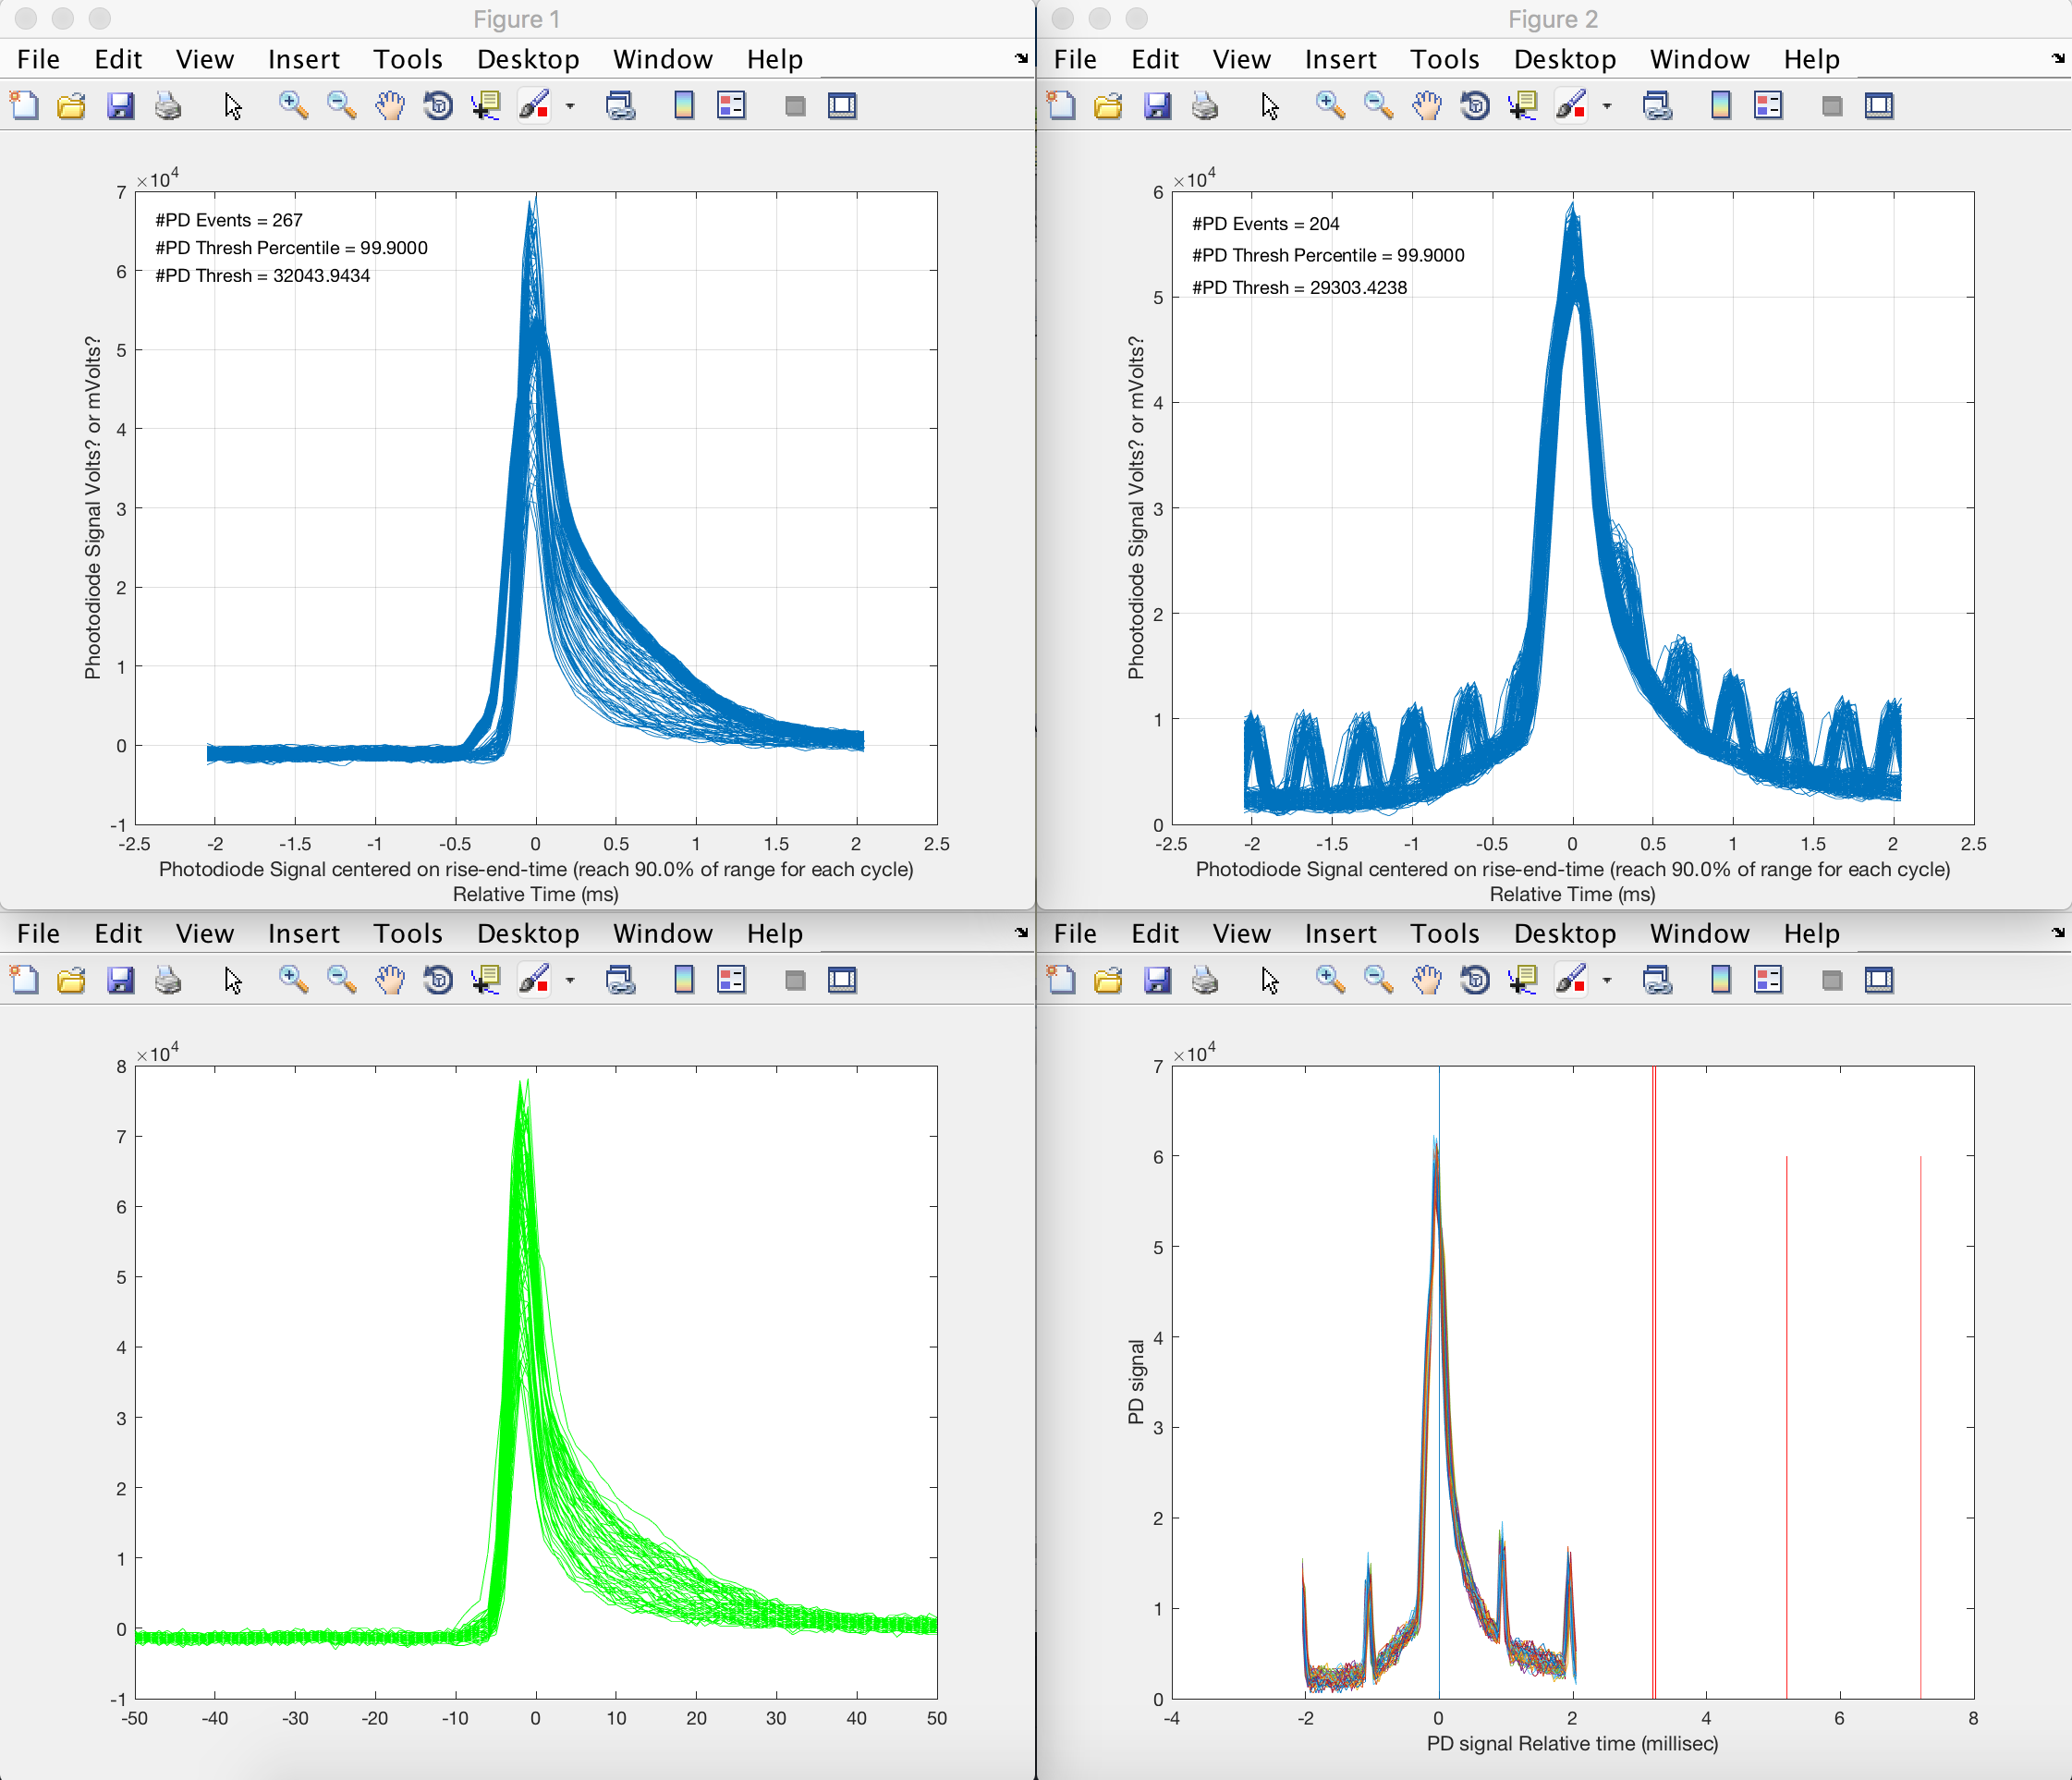 Figure 1
File Edit View Insert Tools Desktop Window Help
×10^4
7
6
5
4
3
2
1
0
-1
#PD Events = 267
#PD Thresh Percentile = 99.9000
#PD Thresh = 32043.9434
Phootodiode Signal Volts? or mVolts?
-2.5 -2 -1.5 -1 -0.5 0 0.5 1 1.5 2 2.5
Photodiode Signal centered on rise-end-time (reach 90.0% of range for each cycle)
Relative Time (ms)
Figure 2
File Edit View Insert Tools Desktop Window Help
×10^4
6
5
4
3
2
1
0
#PD Events = 204
#PD Thresh Percentile = 99.9000
#PD Thresh = 29303.4238
Phootodiode Signal Volts? or mVolts?
-2.5 -2 -1.5 -1 -0.5 0 0.5 1 1.5 2 2.5
Photodiode Signal centered on rise-end-time (reach 90.0% of range for each cycle)
Relative Time (ms)
File Edit View Insert Tools Desktop Window Help
×10^4
8
7
6
5
4
3
2
1
0
-1
-50 -40 -30 -20 -10 0 10 20 30 40 50
File Edit View Insert Tools Desktop Window Help
×10^4
7
6
5
4
3
2
1
0
PD signal
-4 -2 0 2 4 6 8
PD signal Relative time (millisec)